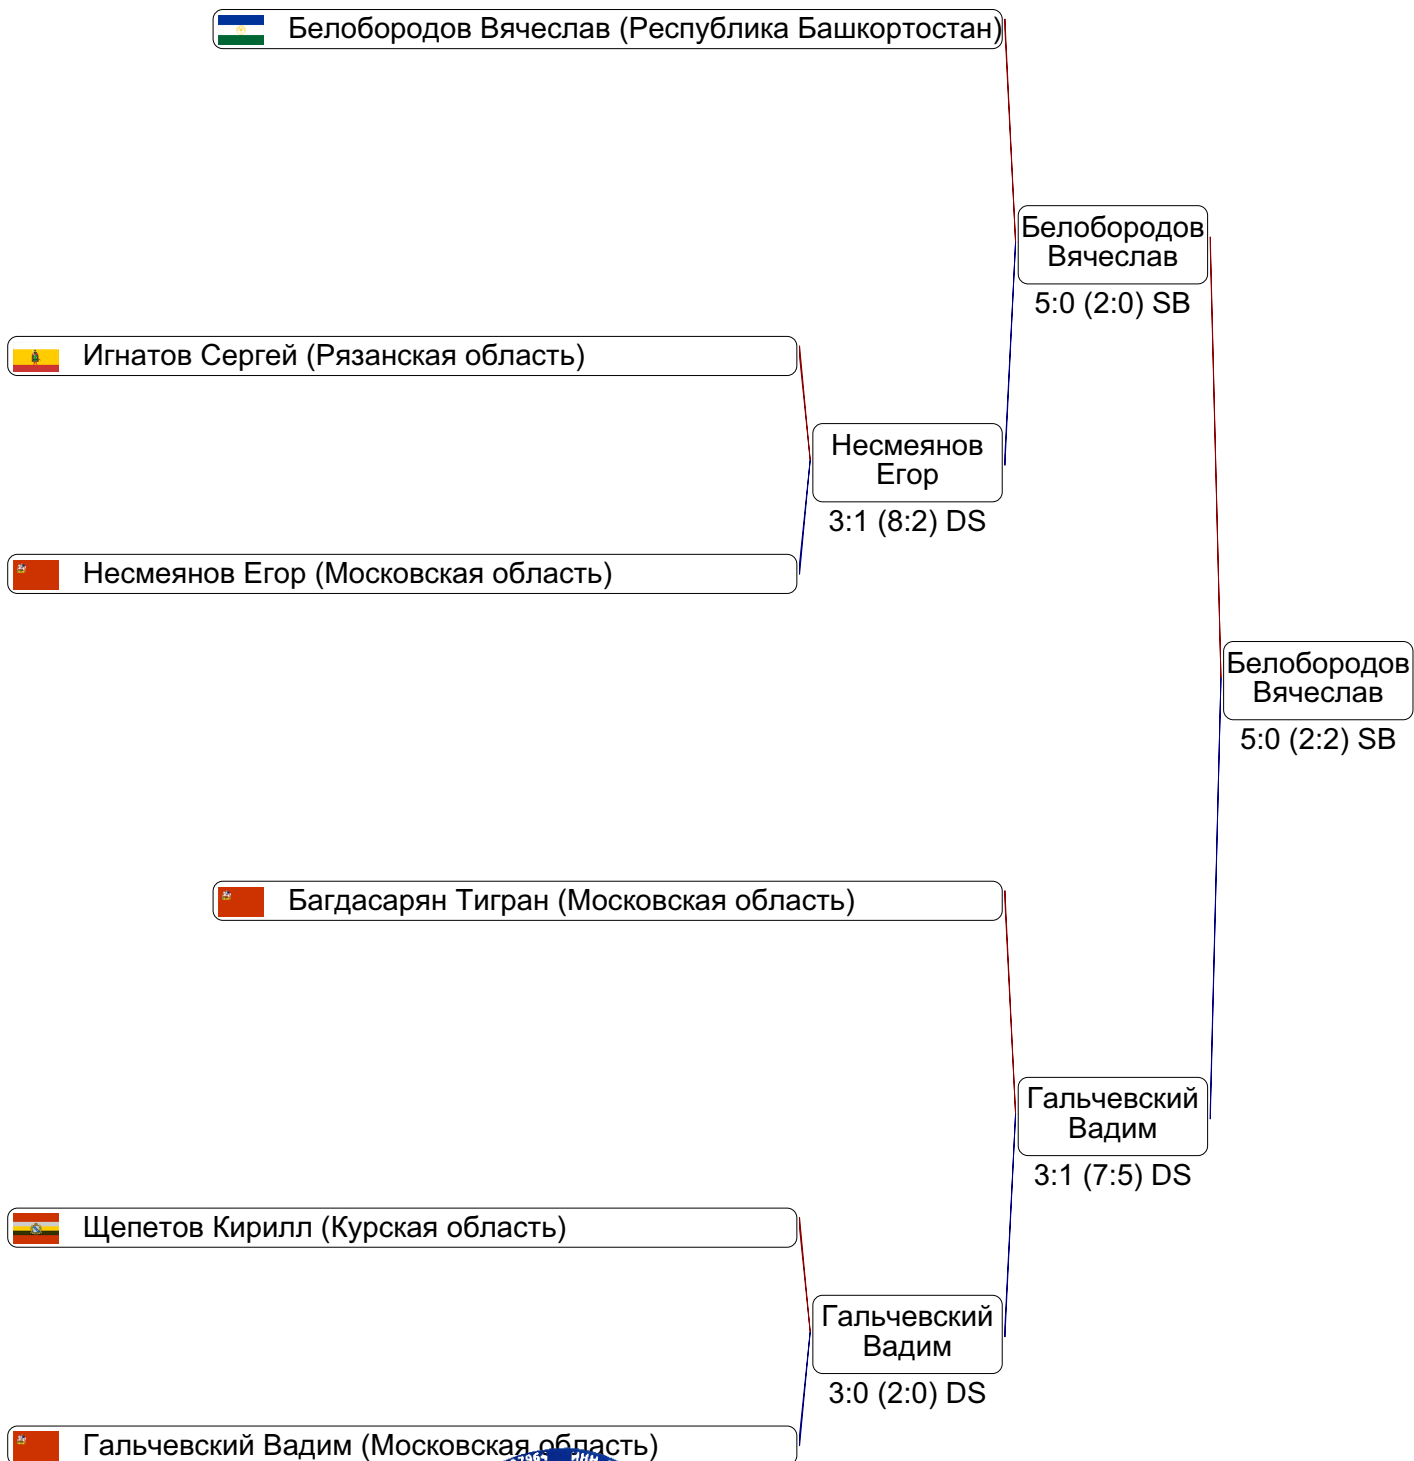 Белобородов Вячеслав (Республика Башкортостан)
Белобородов
Вячеслав
5:0 (2:0) SB
Игнатов Сергей (Рязанская область)
Несмеянов
Егор
3:1 (8:2) DS
Несмеянов Егор (Московская область)
Белобородов
Вячеслав
5:0 (2:2) SB
Багдасарян Тигран (Московская область)
Гальчевский
Вадим
3:1 (7:5) DS
Щепетов Кирилл (Курская область)
Гальчевский
Вадим
3:0 (2:0) DS
Гальчевский Вадим (Московская область)
ИНН